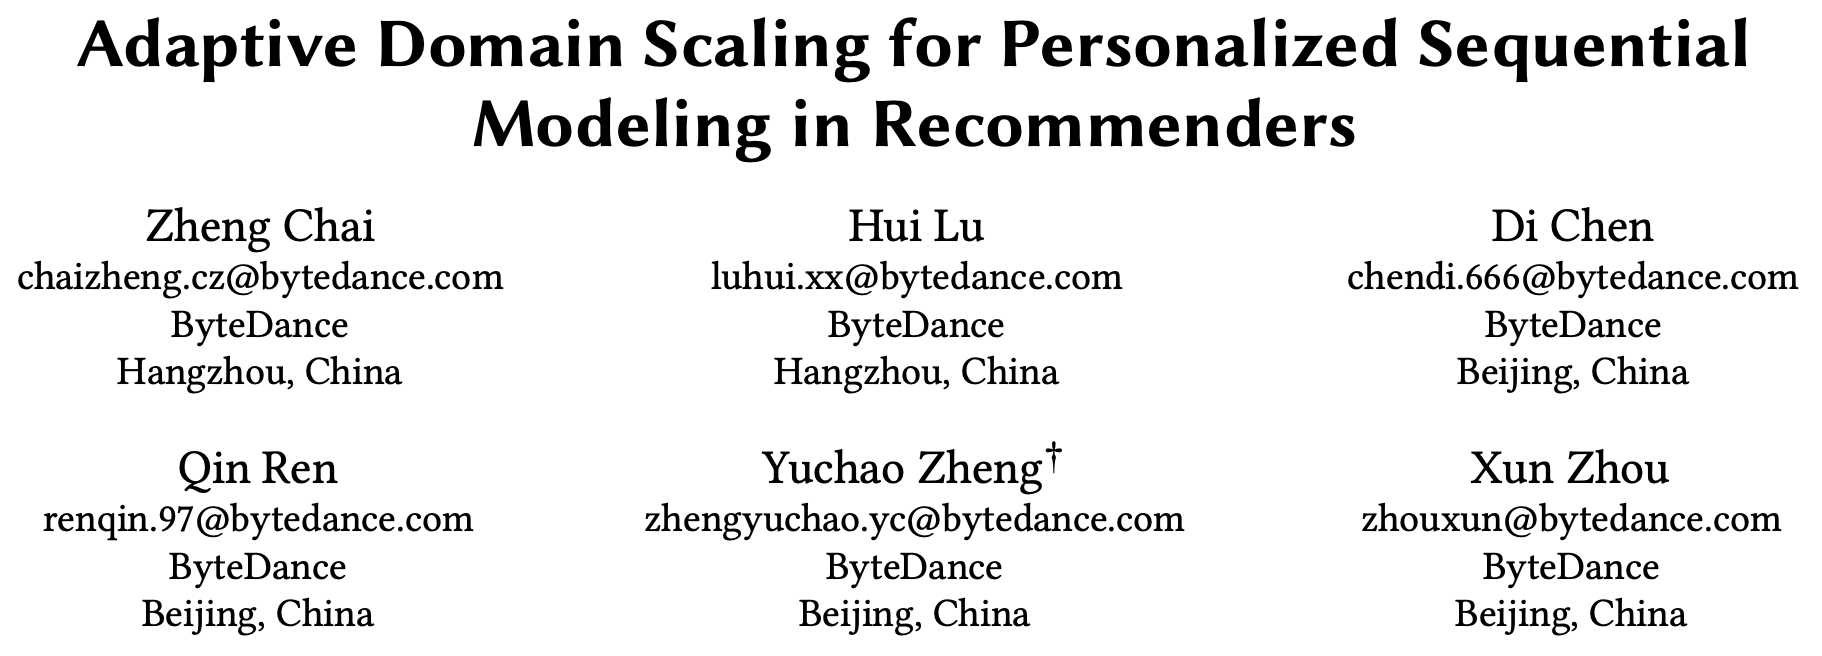 Adaptive Domain Scaling for Personalized Sequential
Modeling in Recommenders
Zheng Chai
chaizheng.cz@bytedance.com
ByteDance
Hangzhou, China
Hui Lu
luhui.xx@bytedance.com
ByteDance
Hangzhou, China
Di Chen
chendi.666@bytedance.com
ByteDance
Beijing, China
Qin Ren
renqin.97@bytedance.com
ByteDance
Beijing, China
Yuchao Zheng†
zhengyuchao.yc@bytedance.com
ByteDance
Beijing, China
Xun Zhou
zhouxun@bytedance.com
ByteDance
Beijing, China